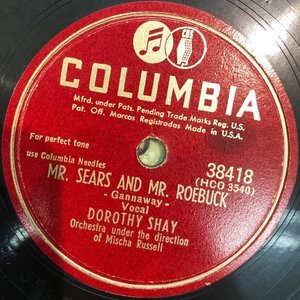 CBS
COLUMBIA
Mfrd. under Pats. Pending Trade Marks Reg. U.S.
Pat. Off. Marcas Registradas Made in U.S.A.
For perfect tone
use Columbia Needles
38418
(HCO 3540)
MR. SEARS AND MR. ROEBUCK
- Gannaway -
Vocal
DOROTHY SHAY
Orchestra under the direction
of Mischa Russell